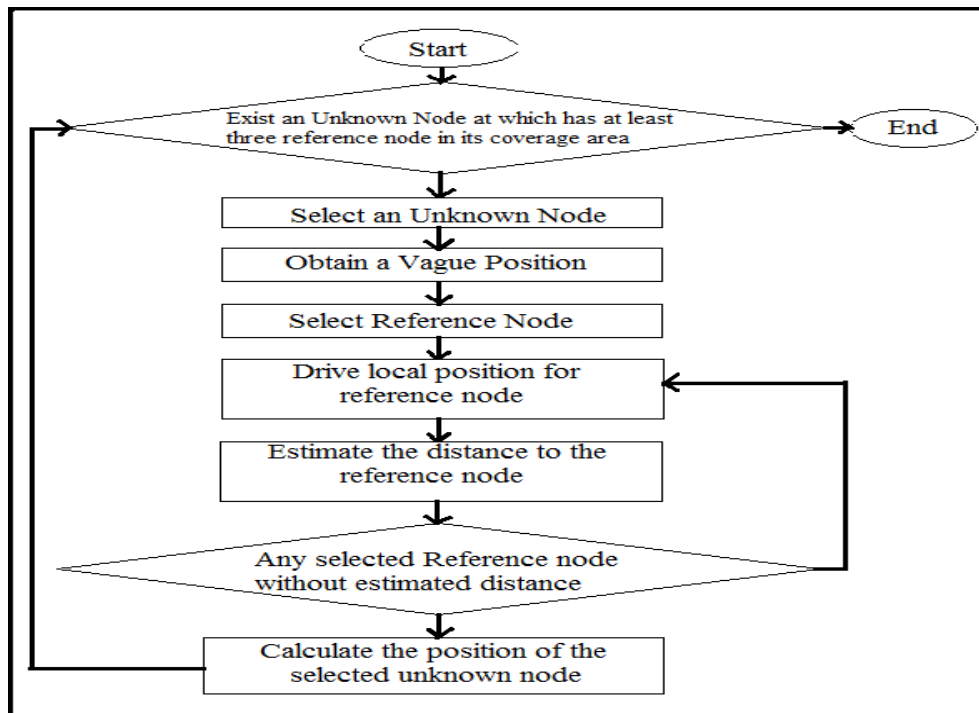 Start
Exist an Unknown Node at which has at least
three reference node in its coverage area
End
Select an Unknown Node
Obtain a Vague Position
Select Reference Node
Drive local position for
reference node
Estimate the distance to the
reference node
Any selected Reference node
without estimated distance
Calculate the position of the
selected unknown node